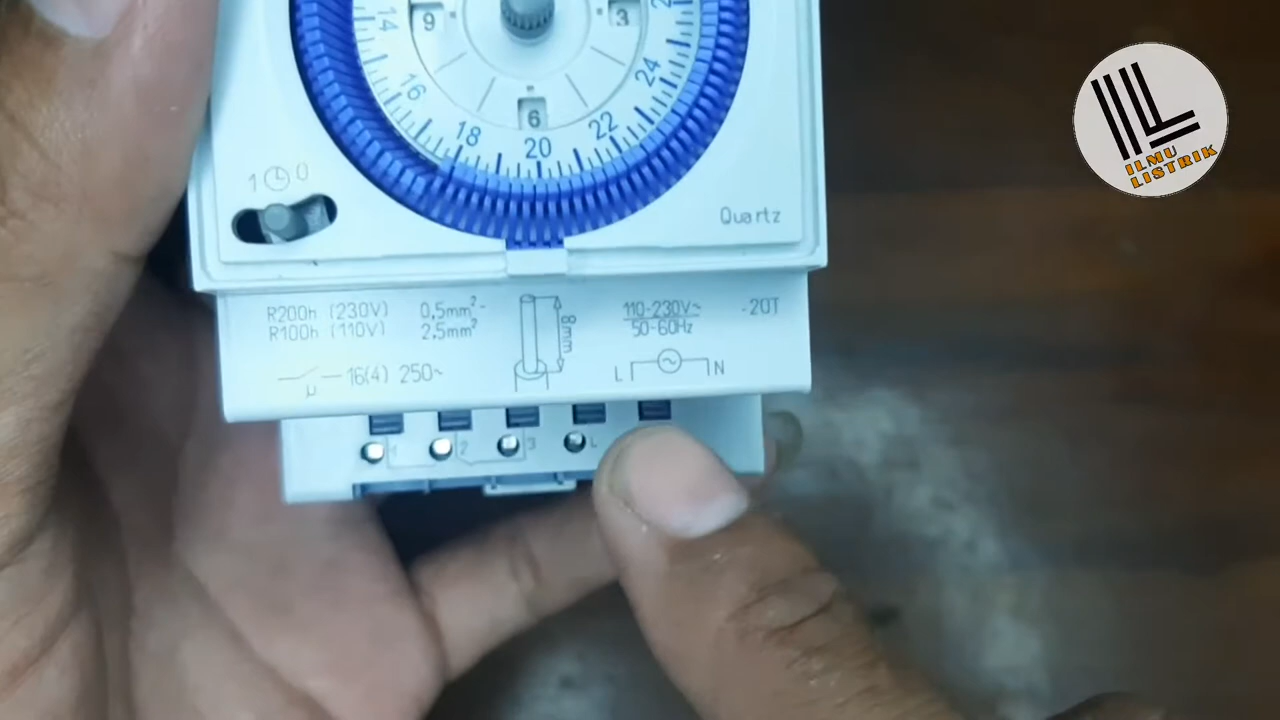 14
9
3
16
24
6
18
20
22
1 0
Quartz
R200h (230V) 0,5mm²-
R100h (110V) 2,5mm²
8mm
110-230V~
50-60Hz
-20T
μ 16(4) 250~
L N
1 2 3 L
ILMU
LISTRIK